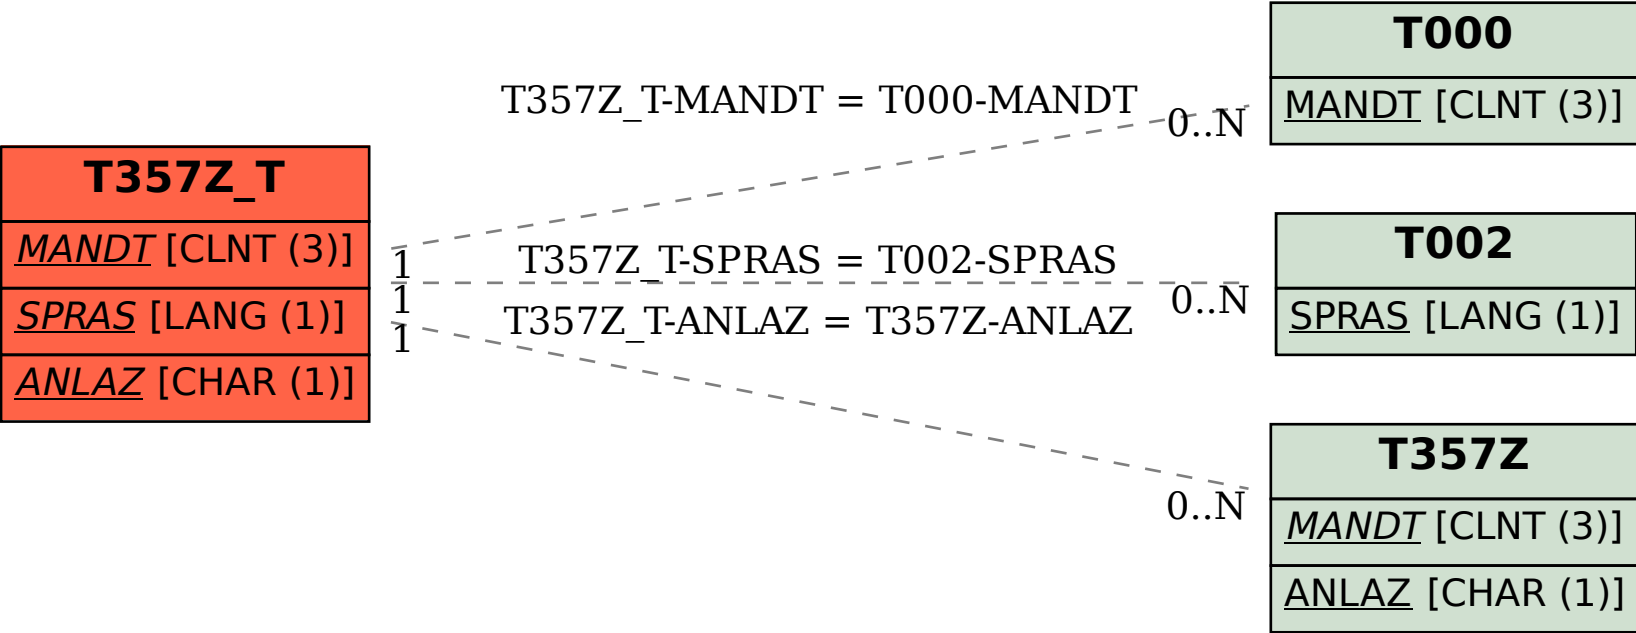 T357Z_T
MANDT [CLNT (3)]
SPRAS [LANG (1)]
ANLAZ [CHAR (1)]
T357Z_T-MANDT = T000-MANDT
1
0..N
T357Z_T-SPRAS = T002-SPRAS
1
0..N
T357Z_T-ANLAZ = T357Z-ANLAZ
1
0..N
T000
MANDT [CLNT (3)]
T002
SPRAS [LANG (1)]
T357Z
MANDT [CLNT (3)]
ANLAZ [CHAR (1)]